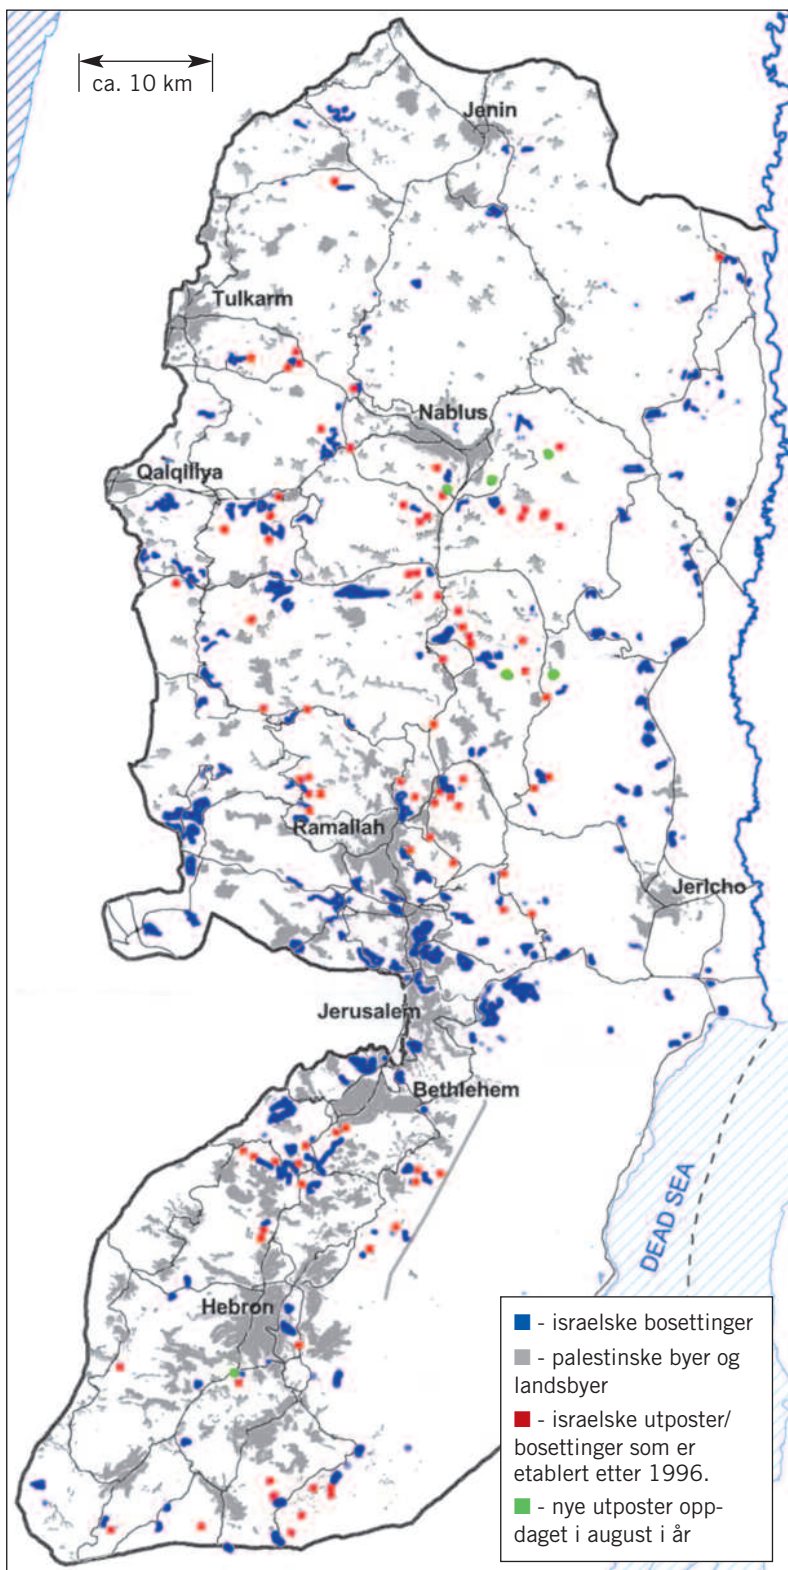 ca. 10 km
Jenin
Tulkarm
Nablus
Qalqiliya
Ramallah
Jericho
Jerusalem
Bethlehem
DEAD SEA
Hebron
- israelske bosettinger
- palestinske byer og
landsbyer
- israelske utposter/
bosettinger som er
etablert etter 1996.
- nye utposter opp-
daget i august i år